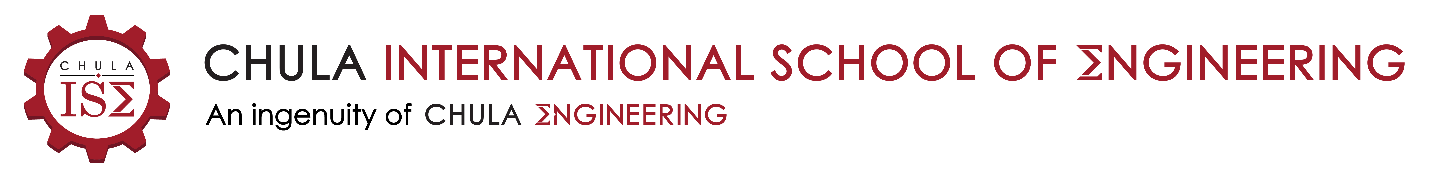 CHULA
ISΣ
CHULA INTERNATIONAL SCHOOL OF ΣNGINEERING
An ingenuity of CHULA ΣNGINEERING